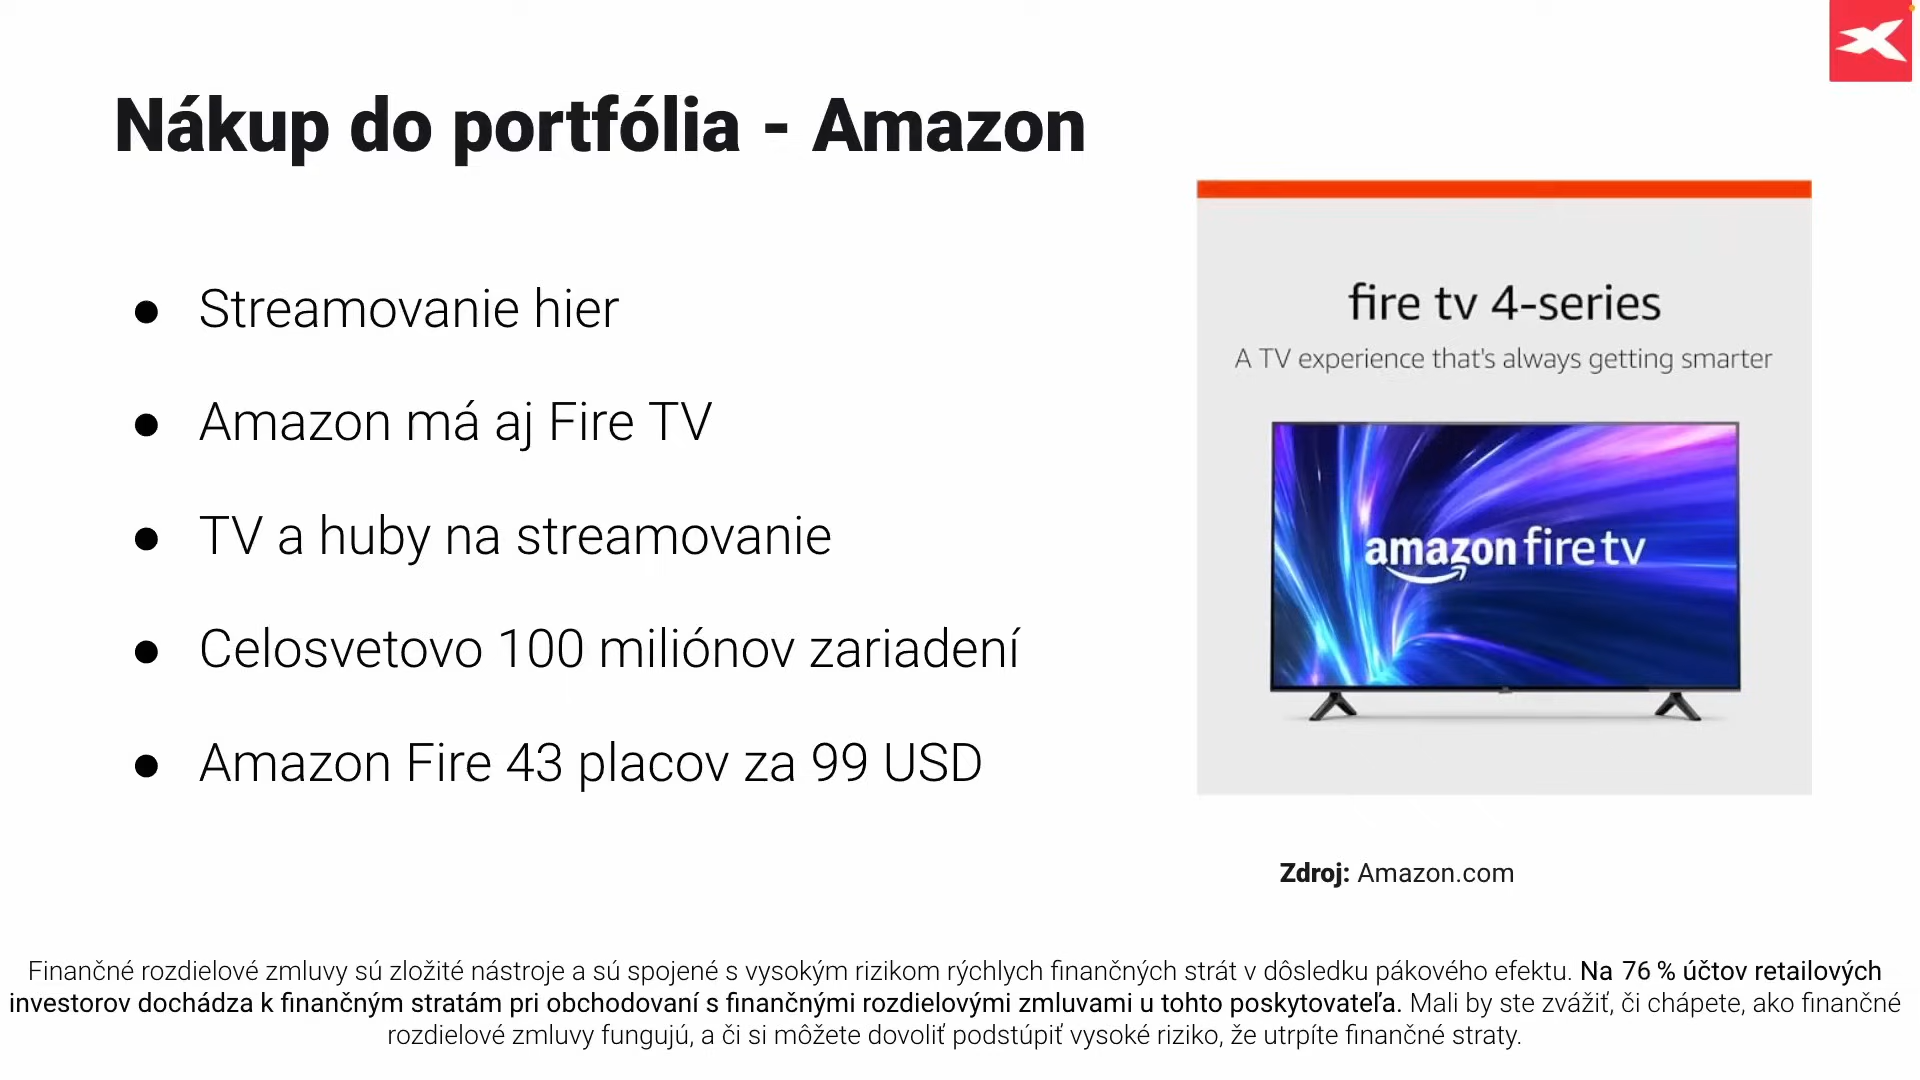 Nákup do portfólia - Amazon
● Streamovanie hier
● Amazon má aj Fire TV
● TV a huby na streamovanie
● Celosvetovo 100 miliónov zariadení
● Amazon Fire 43 placov za 99 USD
fire tv 4-series
A TV experience that's always getting smarter
amazon fire tv
Zdroj: Amazon.com
Finančné rozdielové zmluvy sú zložité nástroje a sú spojené s vysokým rizikom rýchlych finančných strát v dôsledku pákového efektu. Na 76 % účtov retailových
investorov dochádza k finančným stratám pri obchodovaní s finančnými rozdielovými zmluvami u tohto poskytovateľa. Mali by ste zvážiť, či chápete, ako finančné
rozdielové zmluvy fungujú, a či si môžete dovoliť podstúpiť vysoké riziko, že utrpíte finančné straty.